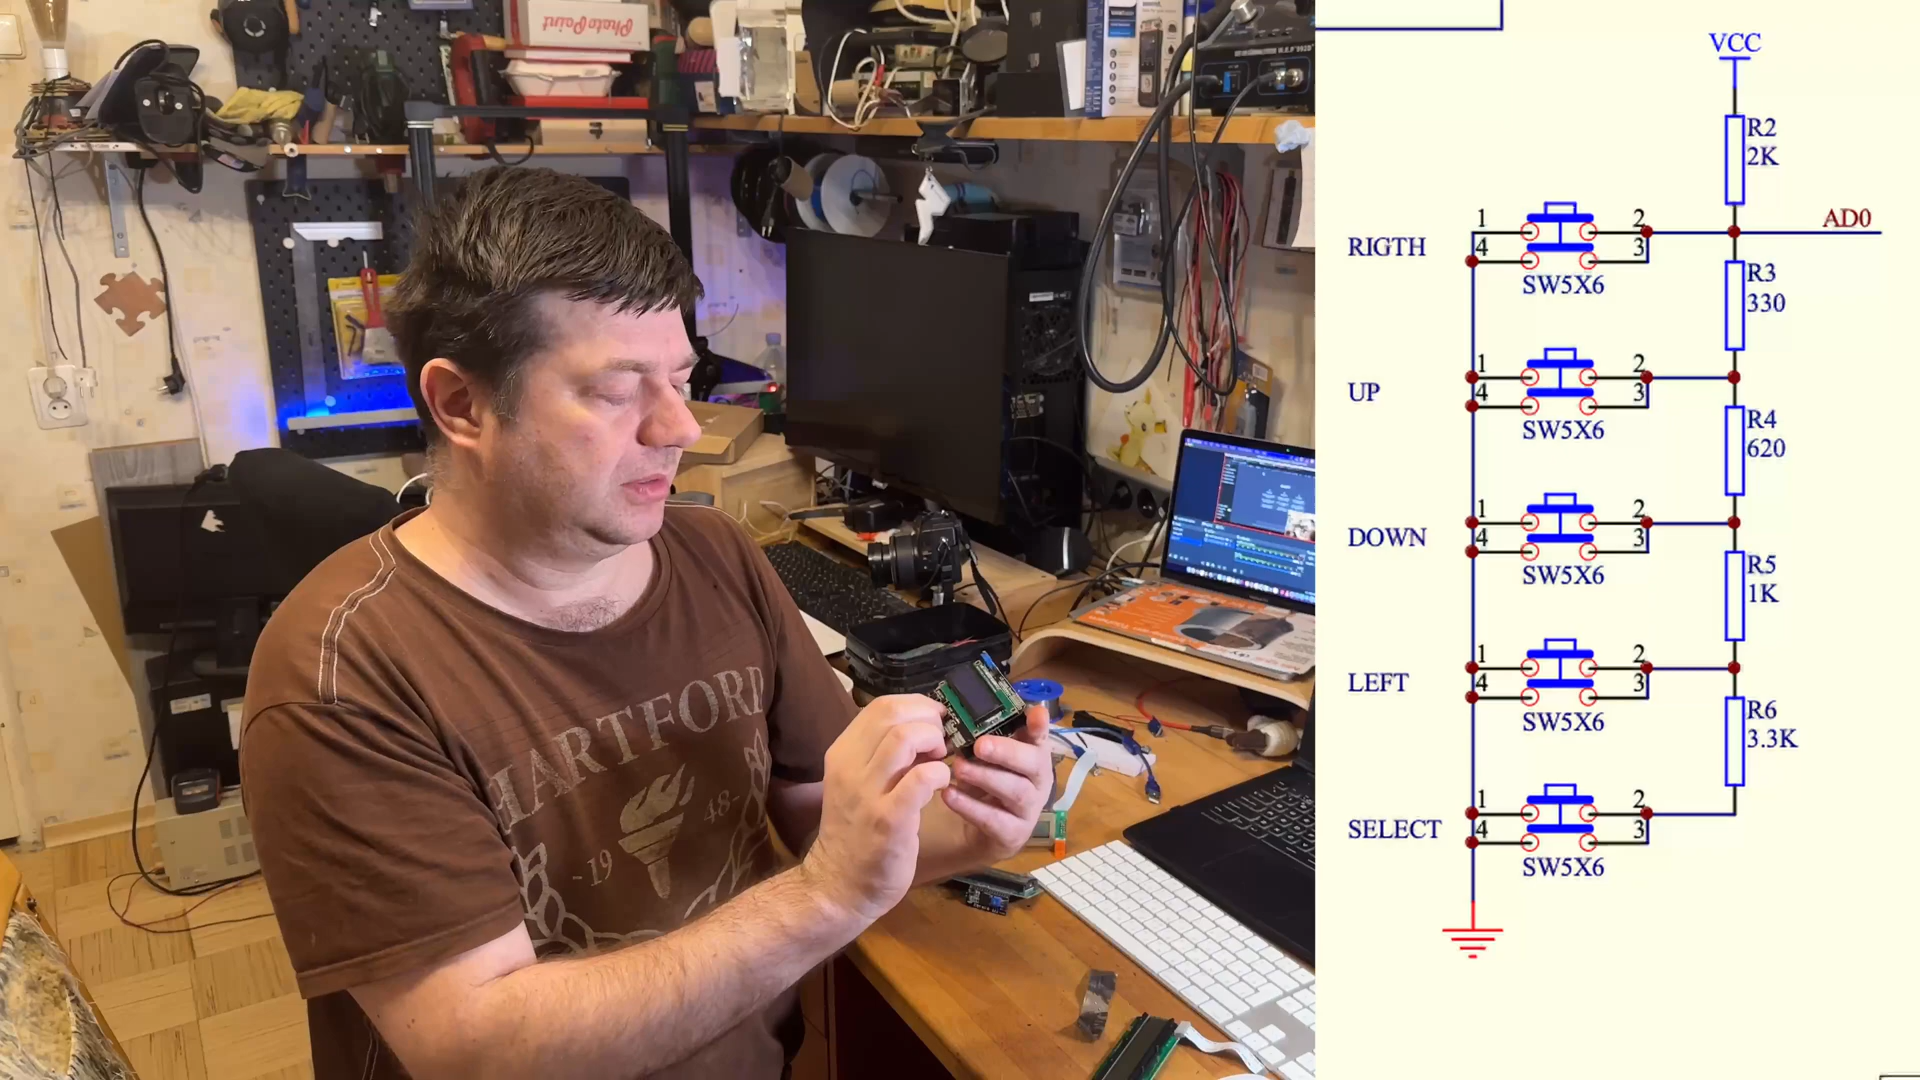 PhotoPoint
HARTFORD
48-
-19
VCC
R2
2K
AD0
RIGTH
1
4
2
3
SW5X6
R3
330
UP
1
4
2
3
SW5X6
R4
620
DOWN
1
4
2
3
SW5X6
R5
1K
LEFT
1
4
2
3
SW5X6
R6
3.3K
SELECT
1
4
2
3
SW5X6